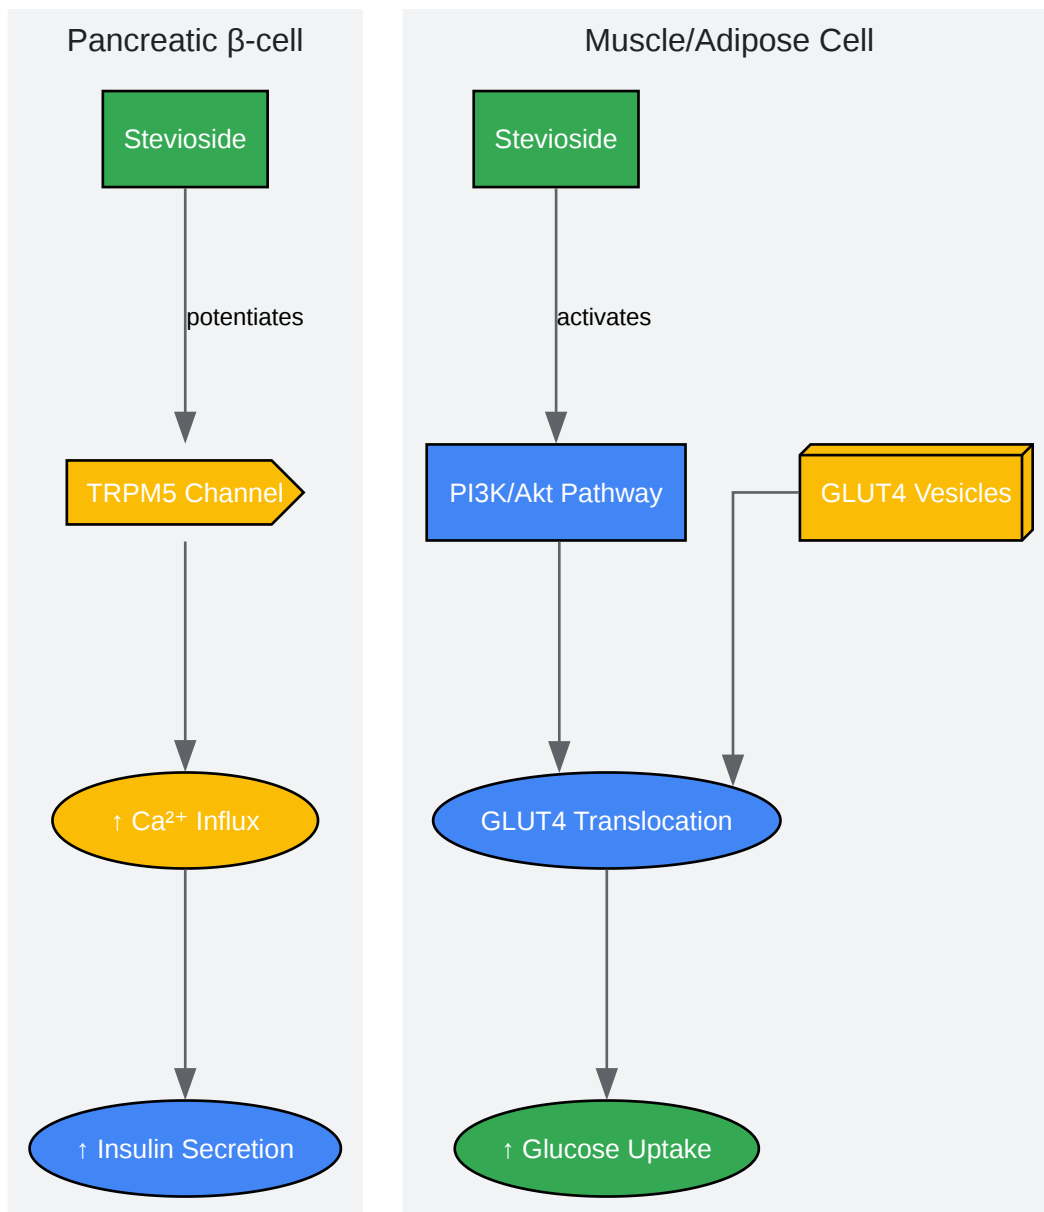 Pancreatic β-cell
Stevioside
potentiates
TRPM5 Channel
↑ Ca²⁺ Influx
↑ Insulin Secretion
Muscle/Adipose Cell
Stevioside
activates
PI3K/Akt Pathway
GLUT4 Vesicles
GLUT4 Translocation
↑ Glucose Uptake